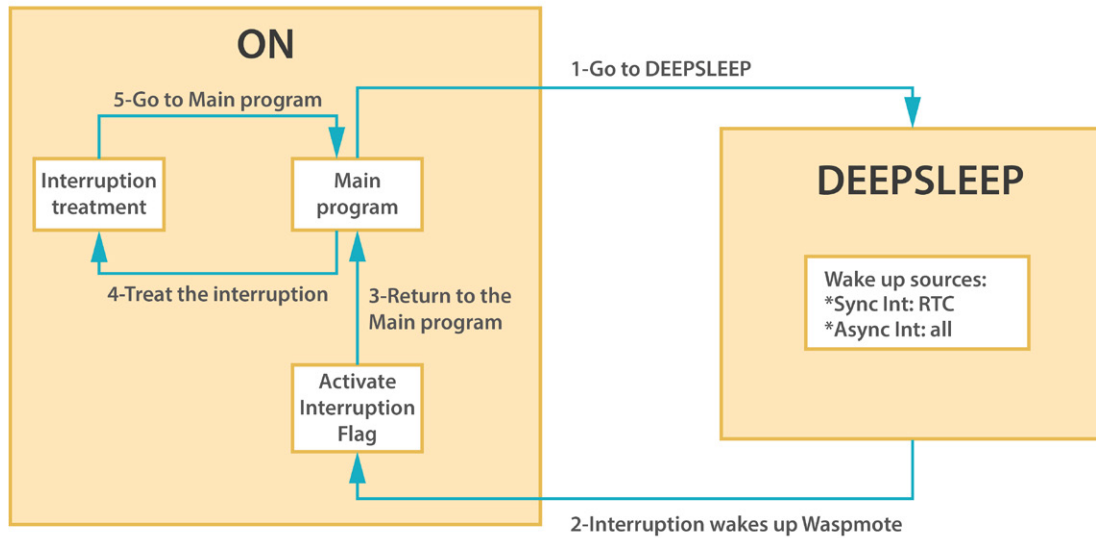 ON
1-Go to DEEPSLEEP
5-Go to Main program
Interruption
treatment
Main
program
DEEPSLEEP
4-Treat the interruption
3-Return to the
Main program
Wake up sources:
*Sync Int: RTC
*Async Int: all
Activate
Interruption
Flag
2-Interruption wakes up Waspmote